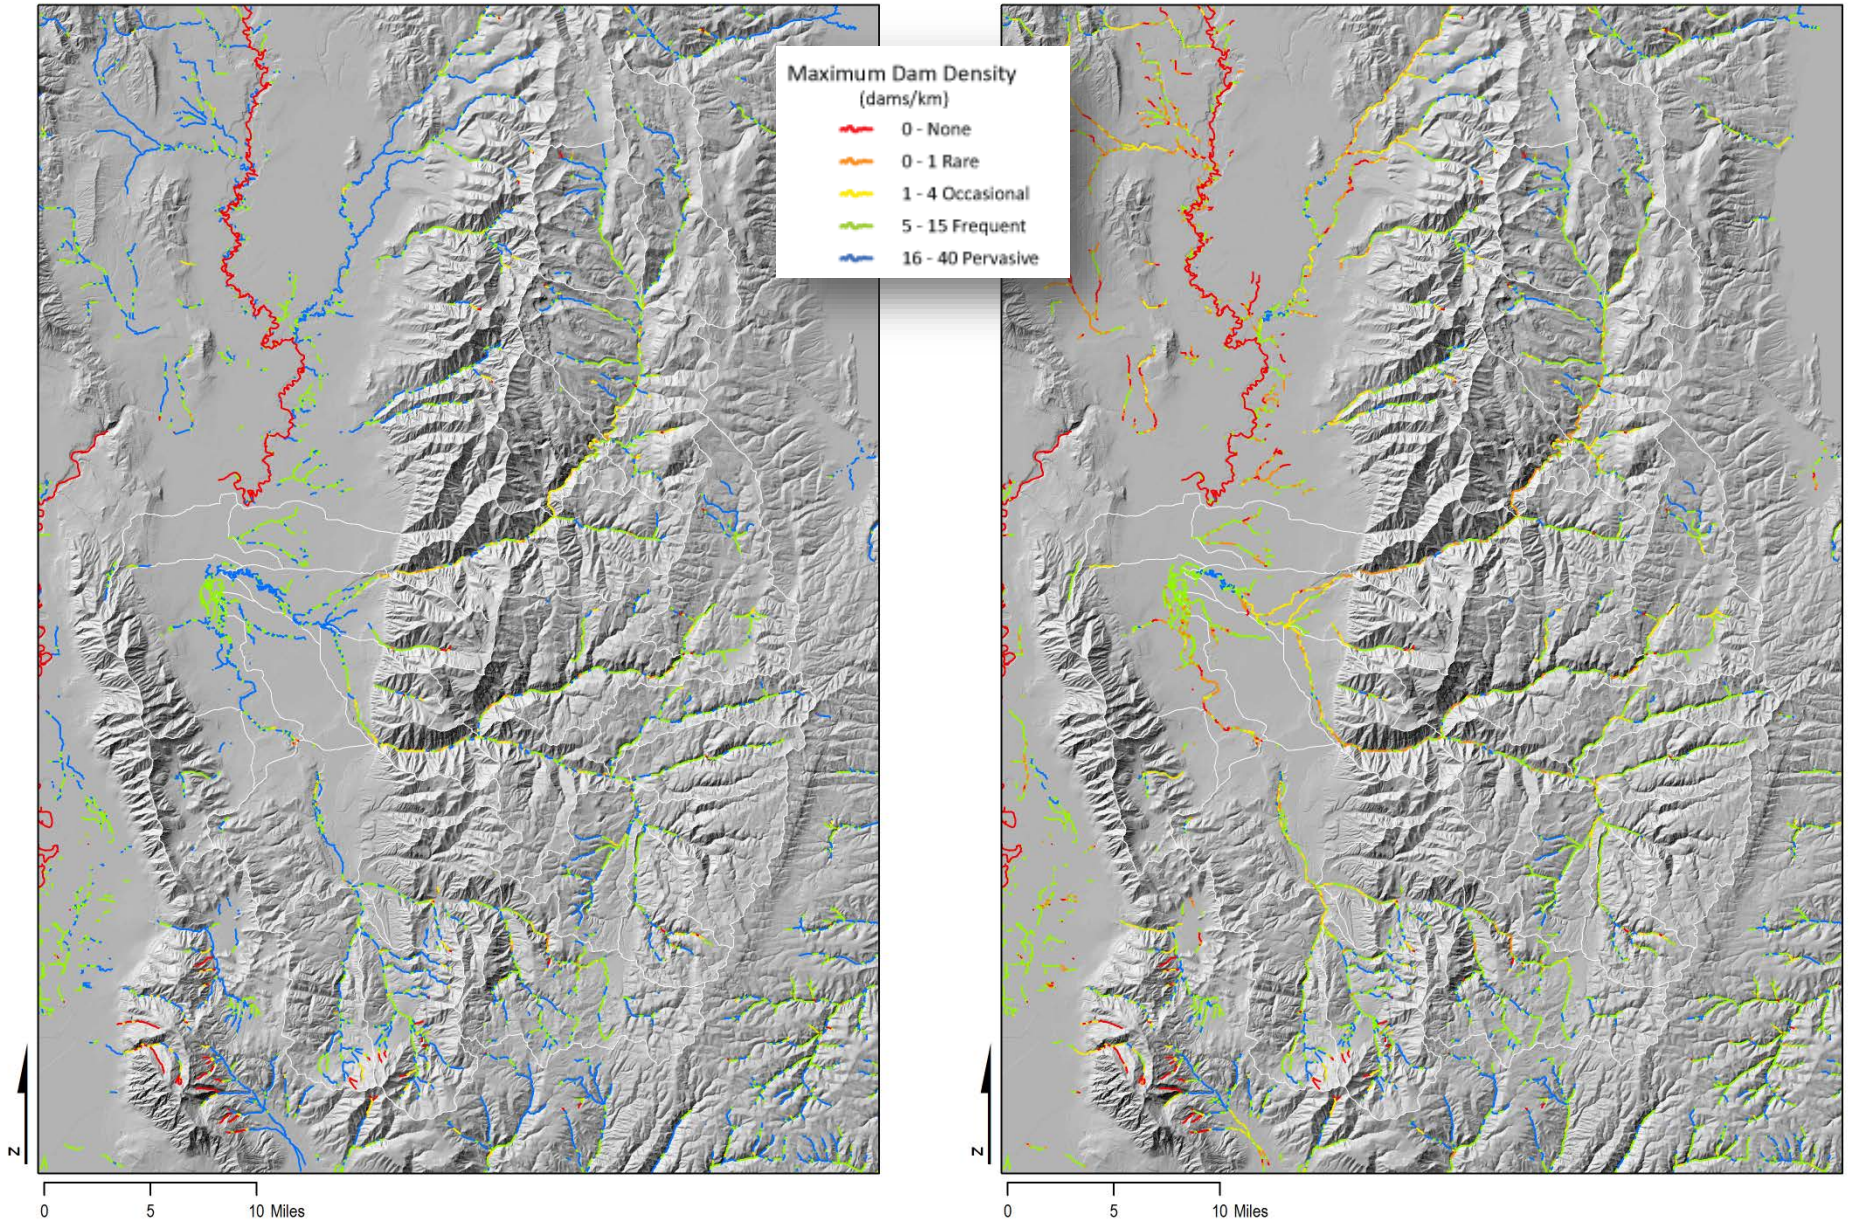 Maximum Dam Density
(dams/km)
0 - None
0 - 1 Rare
1 - 4 Occasional
5 - 15 Frequent
16 - 40 Pervasive
N
0 5 10 Miles
N
0 5 10 Miles